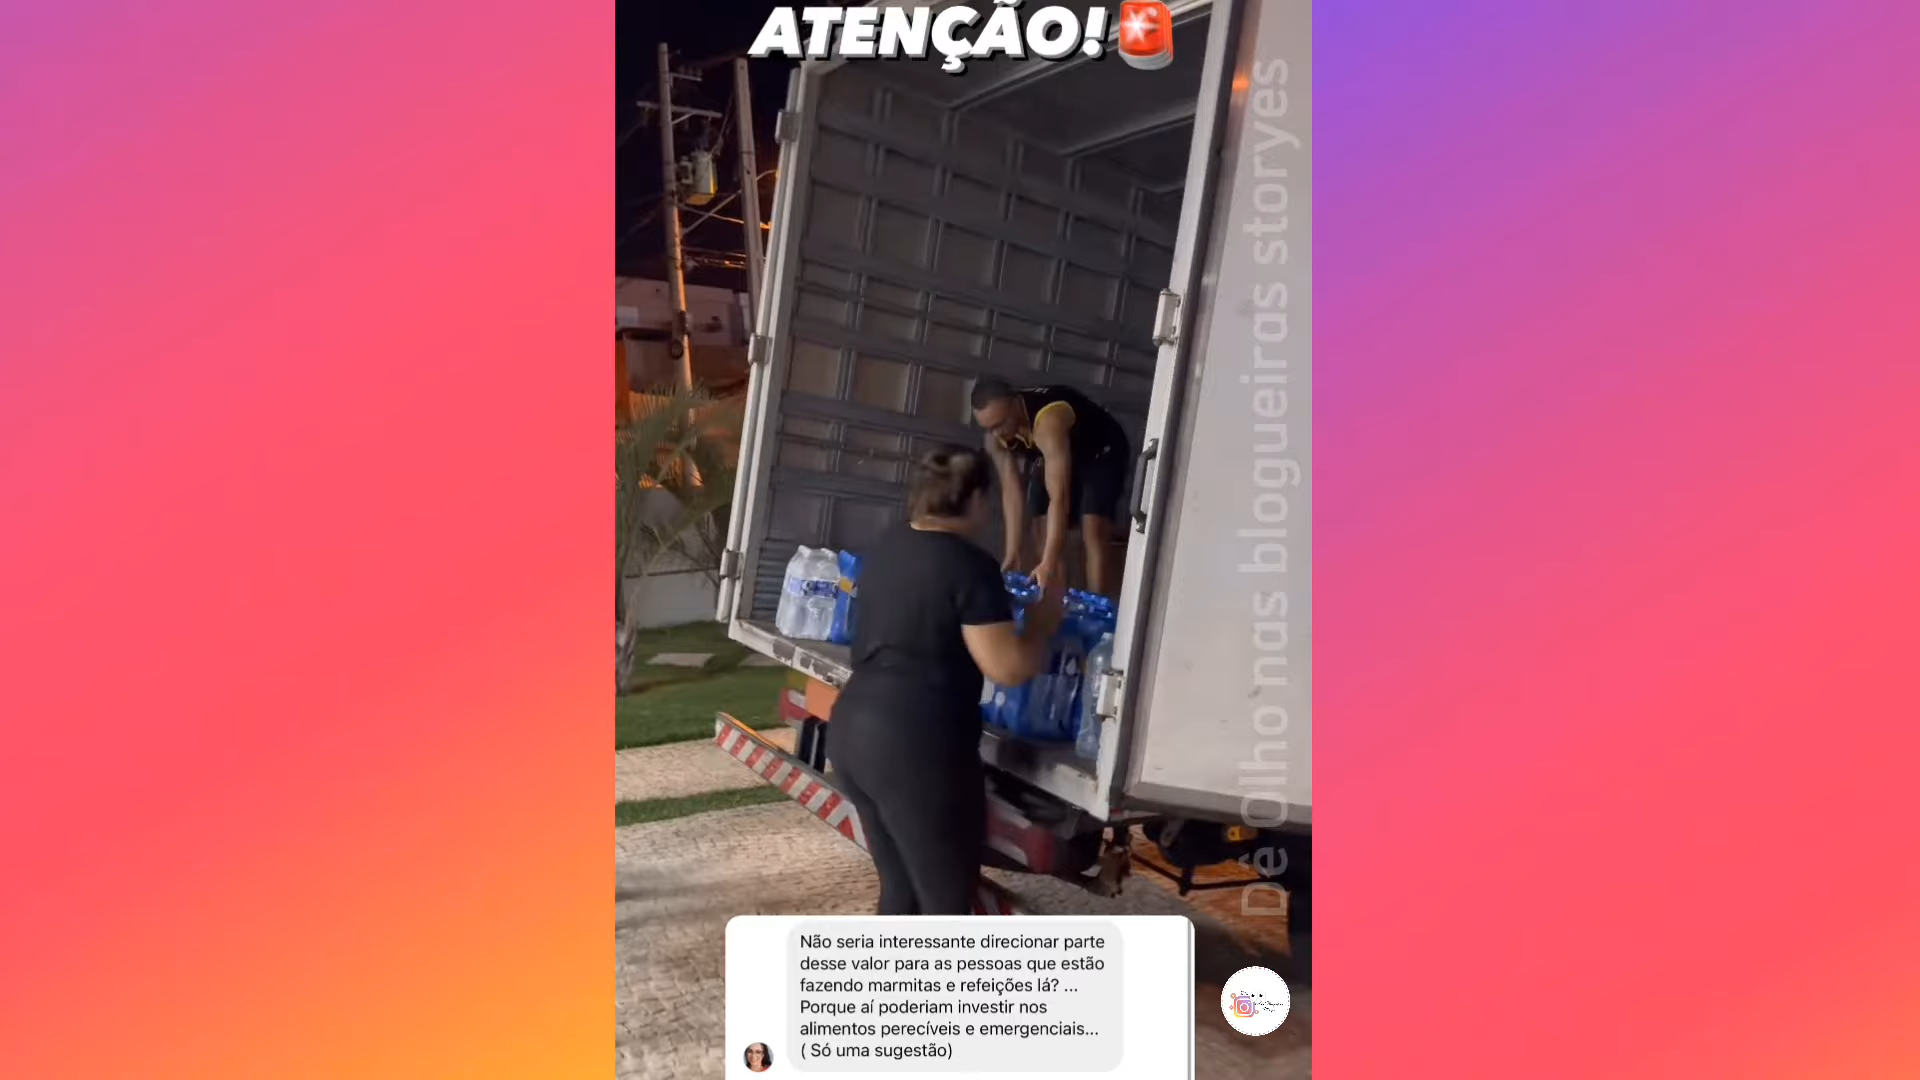 ATENÇÃO!
Dê olho nas blogueiras storyes
Não seria interessante direcionar parte
desse valor para as pessoas que estão
fazendo marmitas e refeições lá? ...
Porque aí poderiam investir nos
alimentos perecíveis e emergenciais...
( Só uma sugestão)